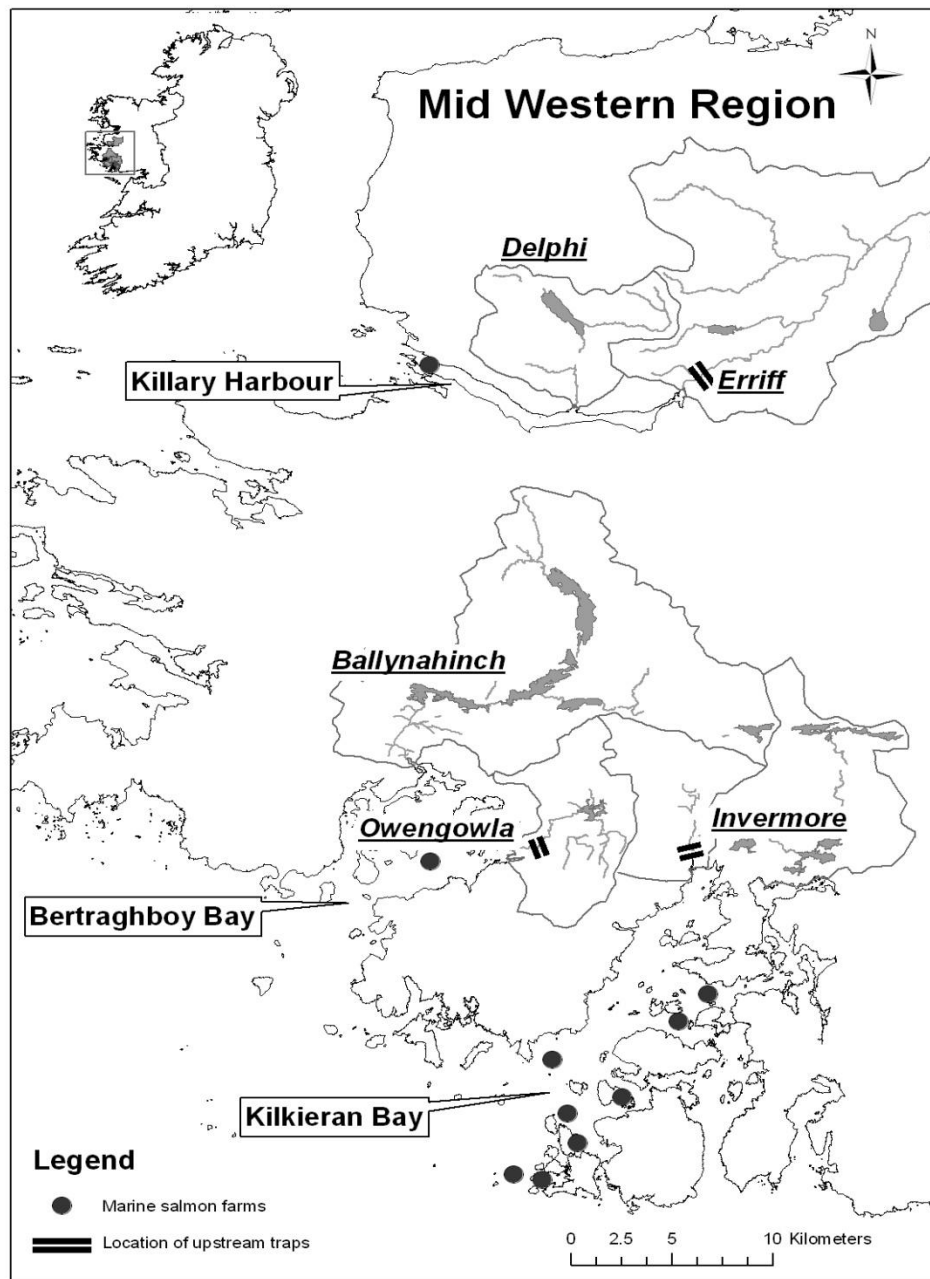 N
Mid Western Region
Delphi
Killary Harbour
Erriff
Ballynahinch
Owengowla
Invermore
Bertraghboy Bay
Kilkieran Bay
Legend
Marine salmon farms
Location of upstream traps
0 2.5 5 10 Kilometers